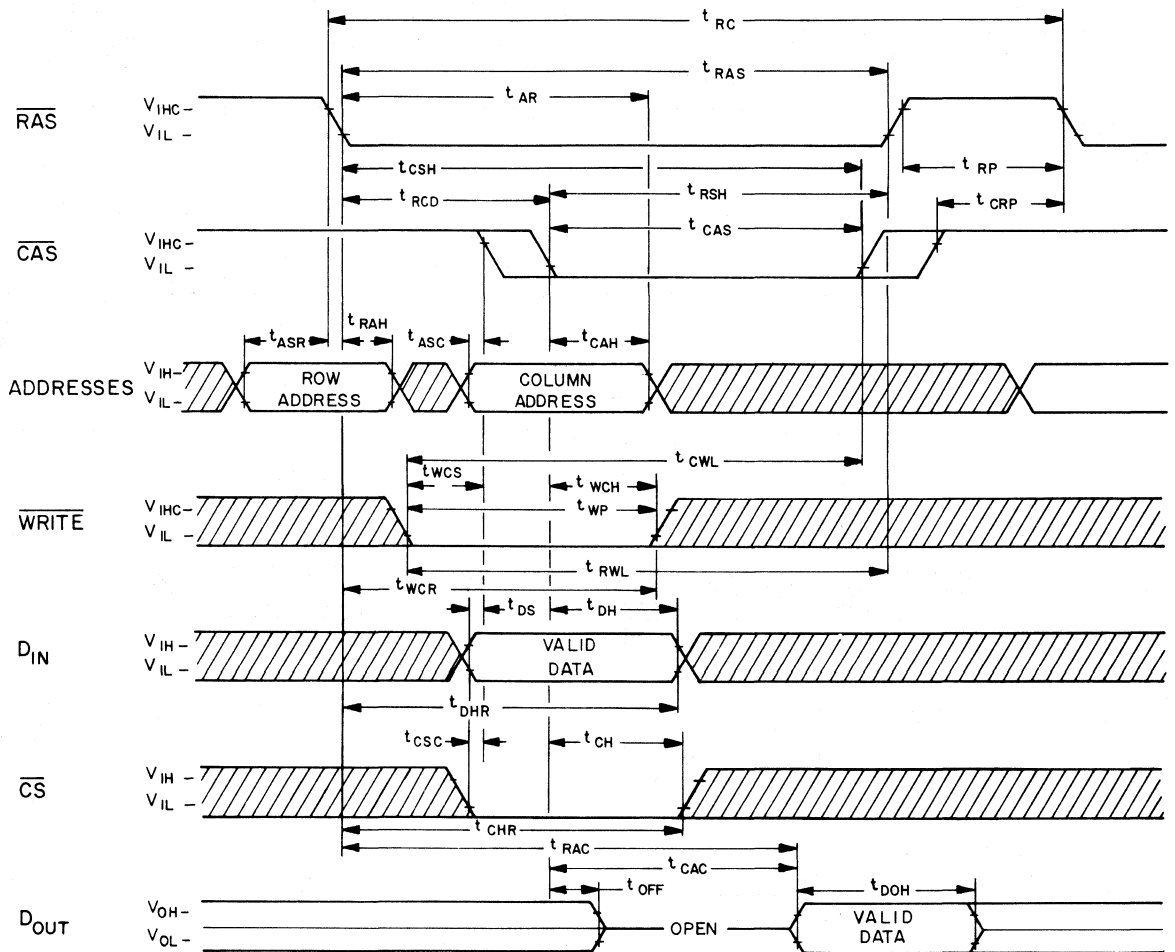 t RC
t RAS
t AR
RAS
V IHC
V IL
t CSH
t RP
t RCD
t RSH
t CRP
t CAS
CAS
V IHC
V IL
t ASR
t RAH
t ASC
t CAH
ADDRESSES
V IH
V IL
ROW ADDRESS
COLUMN ADDRESS
t CWL
t WCS
t WCH
t WP
WRITE
V IHC
V IL
t RWL
t WCR
t DS
t DH
D IN
V IH
V IL
VALID DATA
t DHR
t CSC
t CH
CS
V IH
V IL
t CHR
t RAC
t CAC
t OFF
t DOH
D OUT
V OH
V OL
OPEN
VALID DATA